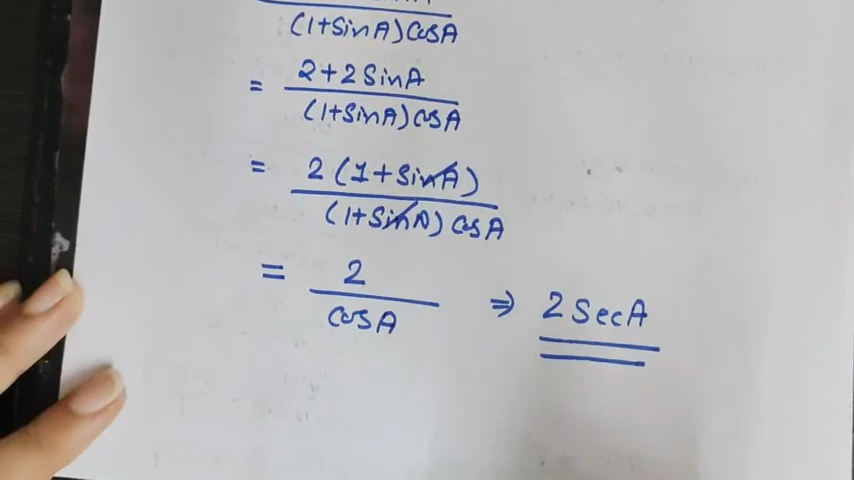 (1+SinA)CosA
= 2+2SinA
(1+SinA)CosA
= 2(1+SinA)
(1+SinA)CosA
= 2
CosA
⇒ 2SecA